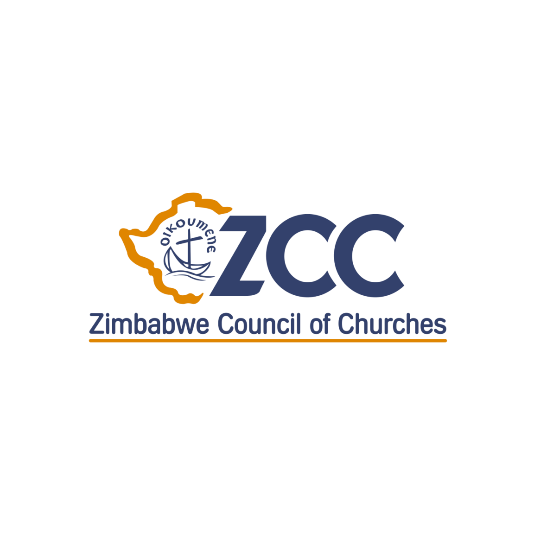 OIKOUMENE
ZCC
Zimbabwe Council of Churches